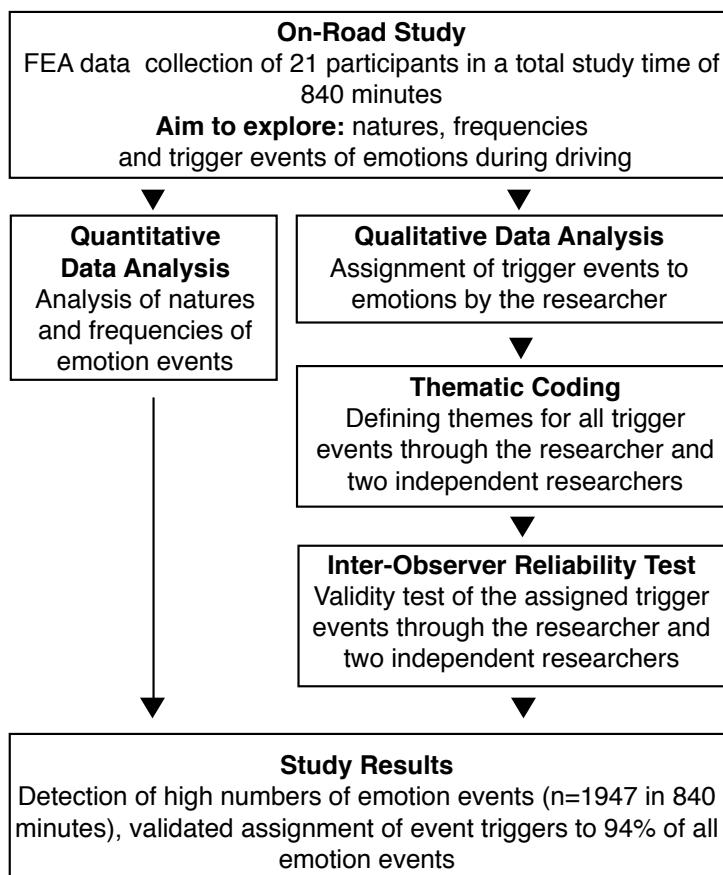 On-Road Study
FEA data collection of 21 participants in a total study time of
840 minutes
Aim to explore: natures, frequencies
and trigger events of emotions during driving
Quantitative
Data Analysis
Analysis of natures
and frequencies of
emotion events
Qualitative Data Analysis
Assignment of trigger events to
emotions by the researcher
Thematic Coding
Defining themes for all trigger
events through the researcher and
two independent researchers
Inter-Observer Reliability Test
Validity test of the assigned trigger
events through the researcher and
two independent researchers
Study Results
Detection of high numbers of emotion events (n=1947 in 840
minutes), validated assignment of event triggers to 94% of all
emotion events